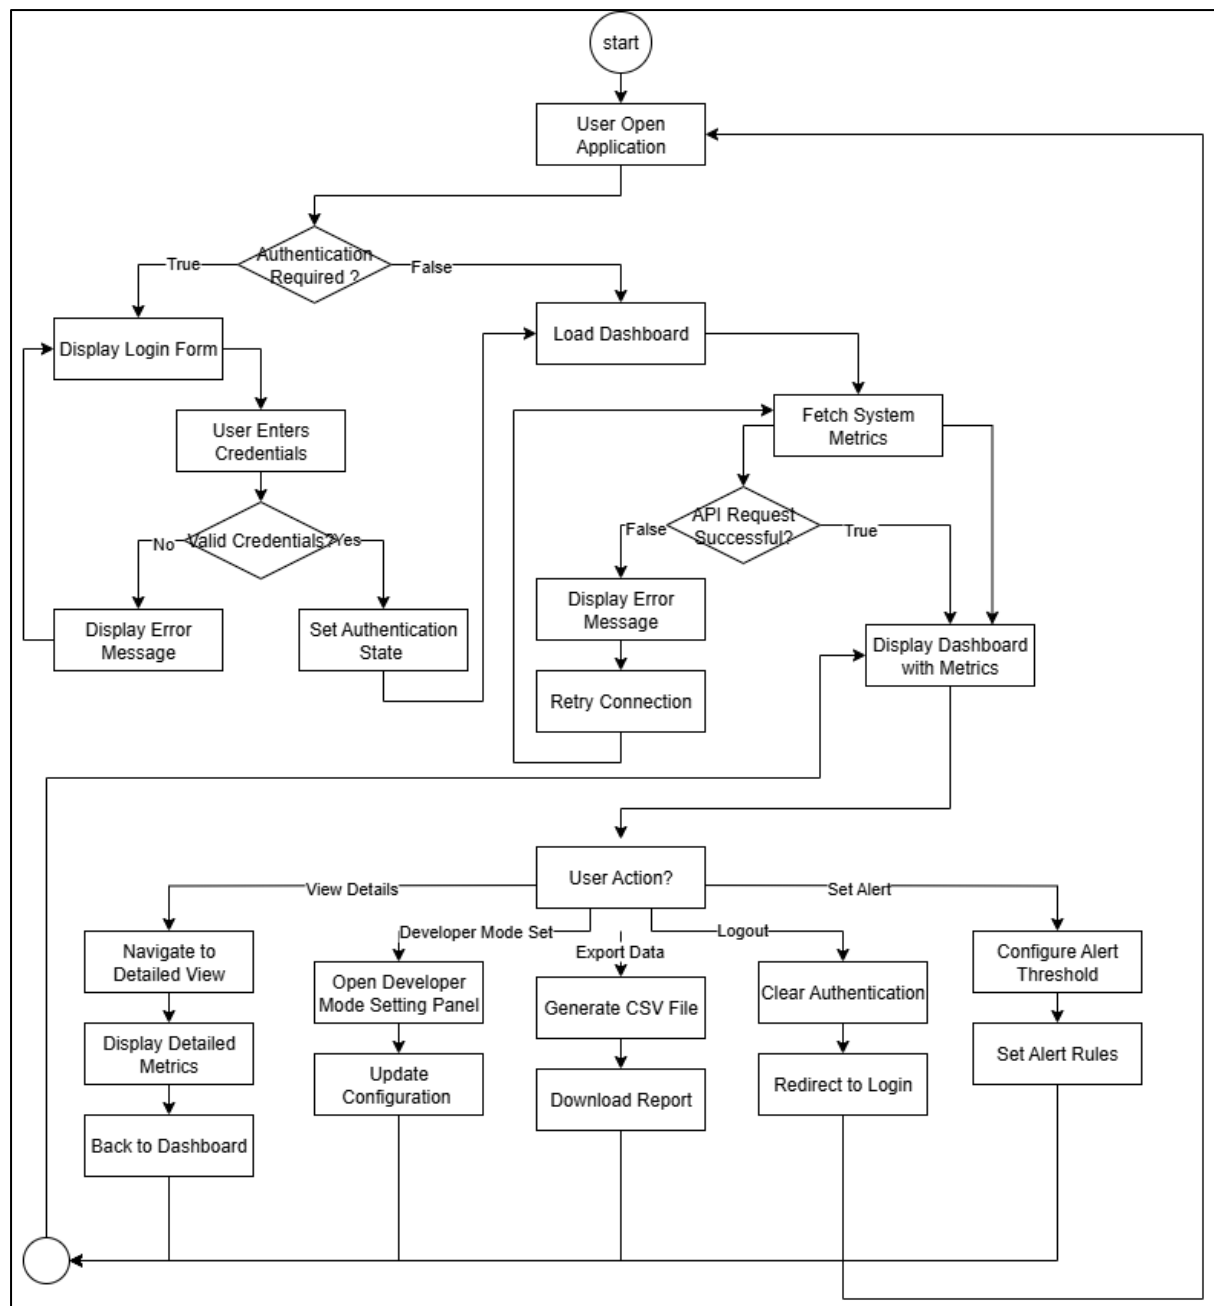 start
User Open
Application
Authentication
Required ?
True
False
Display Login Form
Load Dashboard
User Enters
Credentials
Fetch System
Metrics
Valid Credentials?
No
Yes
API Request
Successful?
False
True
Display Error
Message
Set Authentication
State
Display Error
Message
Retry Connection
Display Dashboard
with Metrics
User Action?
View Details
Set Alert
Developer Mode Set
Export Data
Logout
Navigate to
Detailed View
Open Developer
Mode Setting Panel
Generate CSV File
Clear Authentication
Configure Alert
Threshold
Display Detailed
Metrics
Update
Configuration
Download Report
Redirect to Login
Set Alert Rules
Back to Dashboard